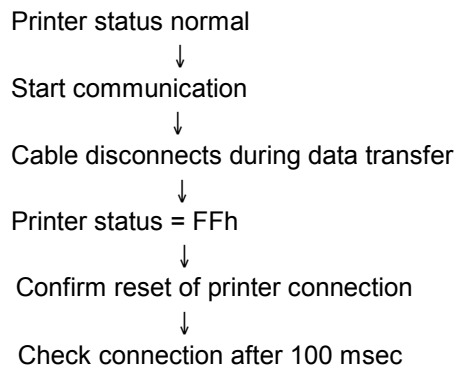 Printer status normal
↓
Start communication
↓
Cable disconnects during data transfer
↓
Printer status = FFh
↓
Confirm reset of printer connection
↓
Check connection after 100 msec